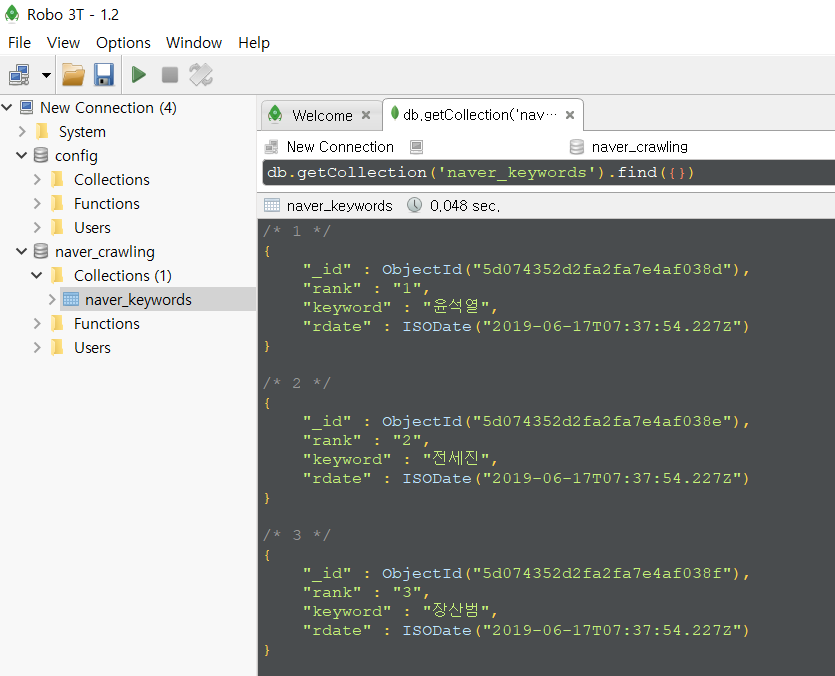 Robo 3T - 1.2
File View Options Window Help
New Connection (4)
System
config
Collections
Functions
Users
naver_crawling
Collections (1)
naver_keywords
Functions
Users
Welcome
db.getCollection('nav···
New Connection
naver_crawling
db.getCollection('naver_keywords').find({})
naver_keywords 0,048 sec,
/* 1 */
{
"_id" : ObjectId("5d074352d2fa2fa7e4af038d"),
"rank" : "1",
"keyword" : "윤석열",
"rdate" : ISODate("2019-06-17T07:37:54.227Z")
}
/* 2 */
{
"_id" : ObjectId("5d074352d2fa2fa7e4af038e"),
"rank" : "2",
"keyword" : "전세진",
"rdate" : ISODate("2019-06-17T07:37:54.227Z")
}
/* 3 */
{
"_id" : ObjectId("5d074352d2fa2fa7e4af038f"),
"rank" : "3",
"keyword" : "장산범",
"rdate" : ISODate("2019-06-17T07:37:54.227Z")
}